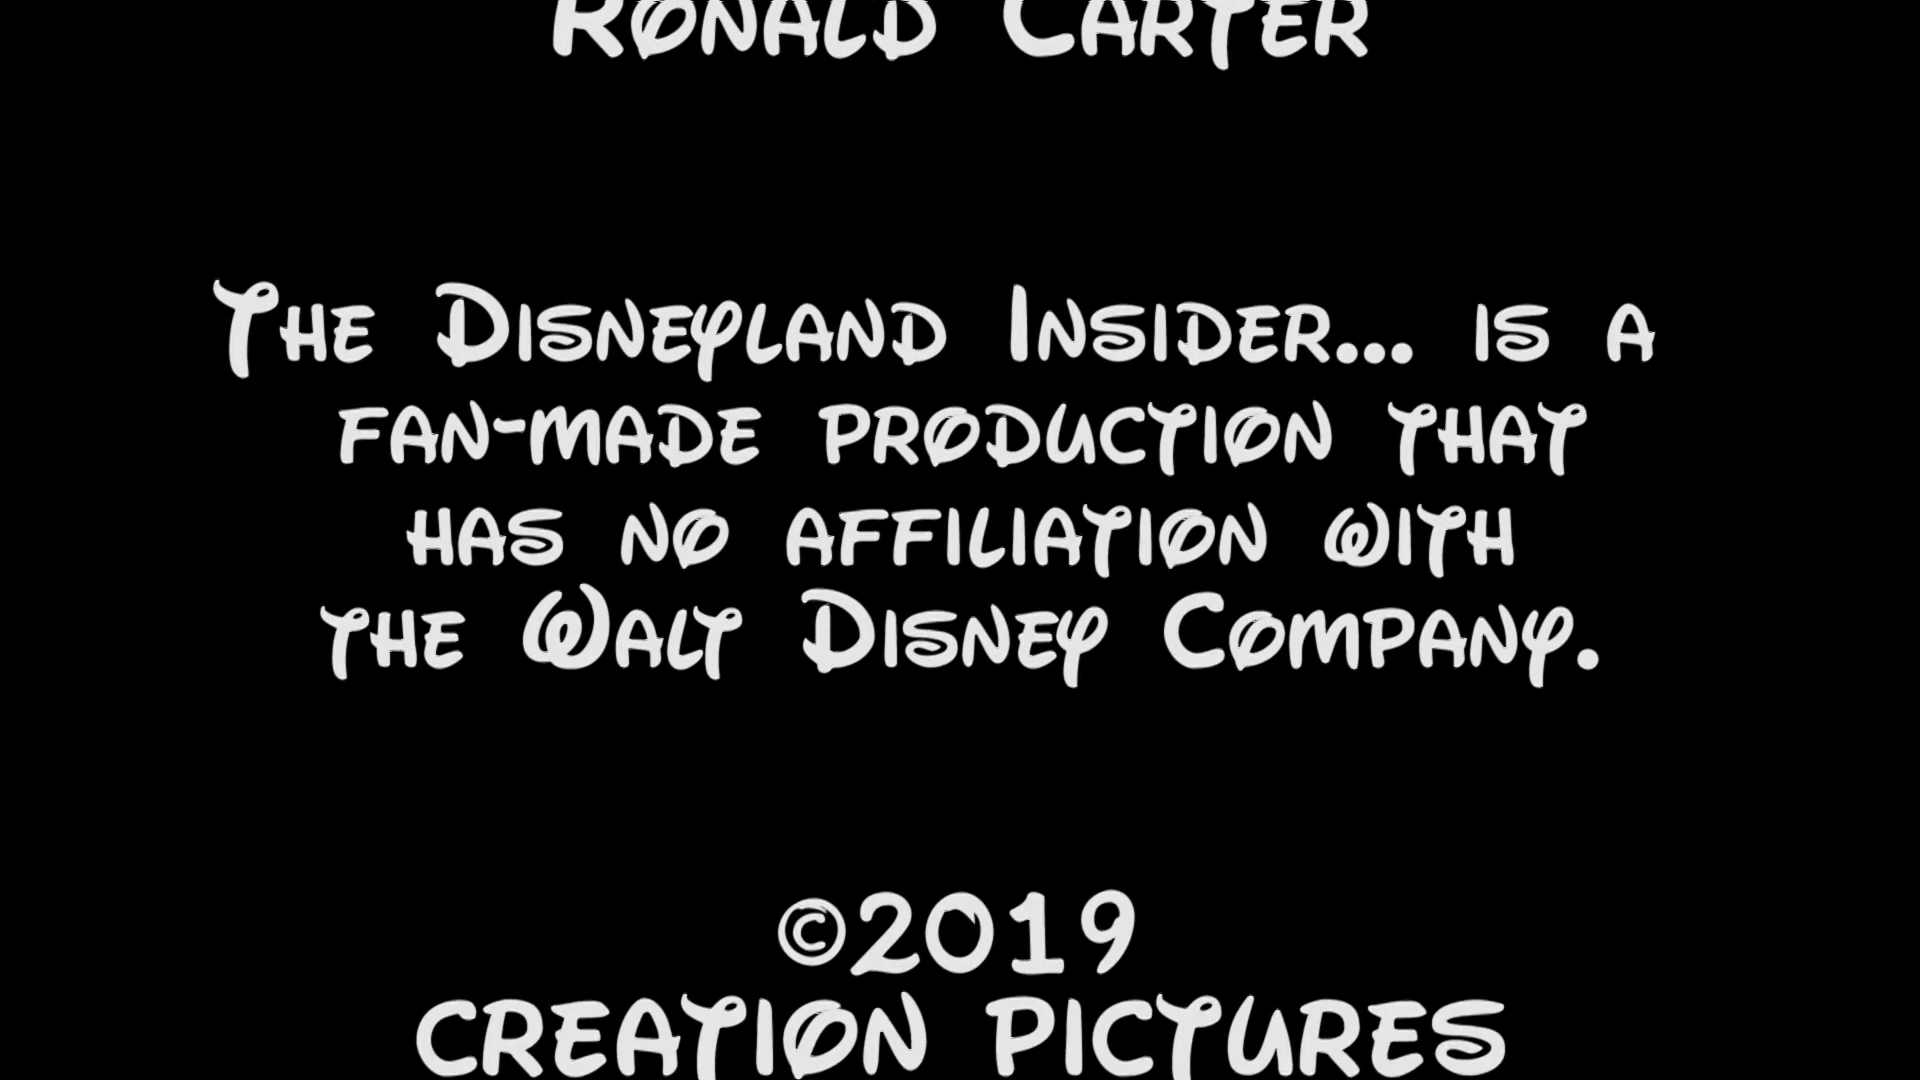 Ronald Carter
The Disneyland Insider... is a
fan-made production that
has no affiliation with
the Walt Disney Company.
©2019
creation pictures